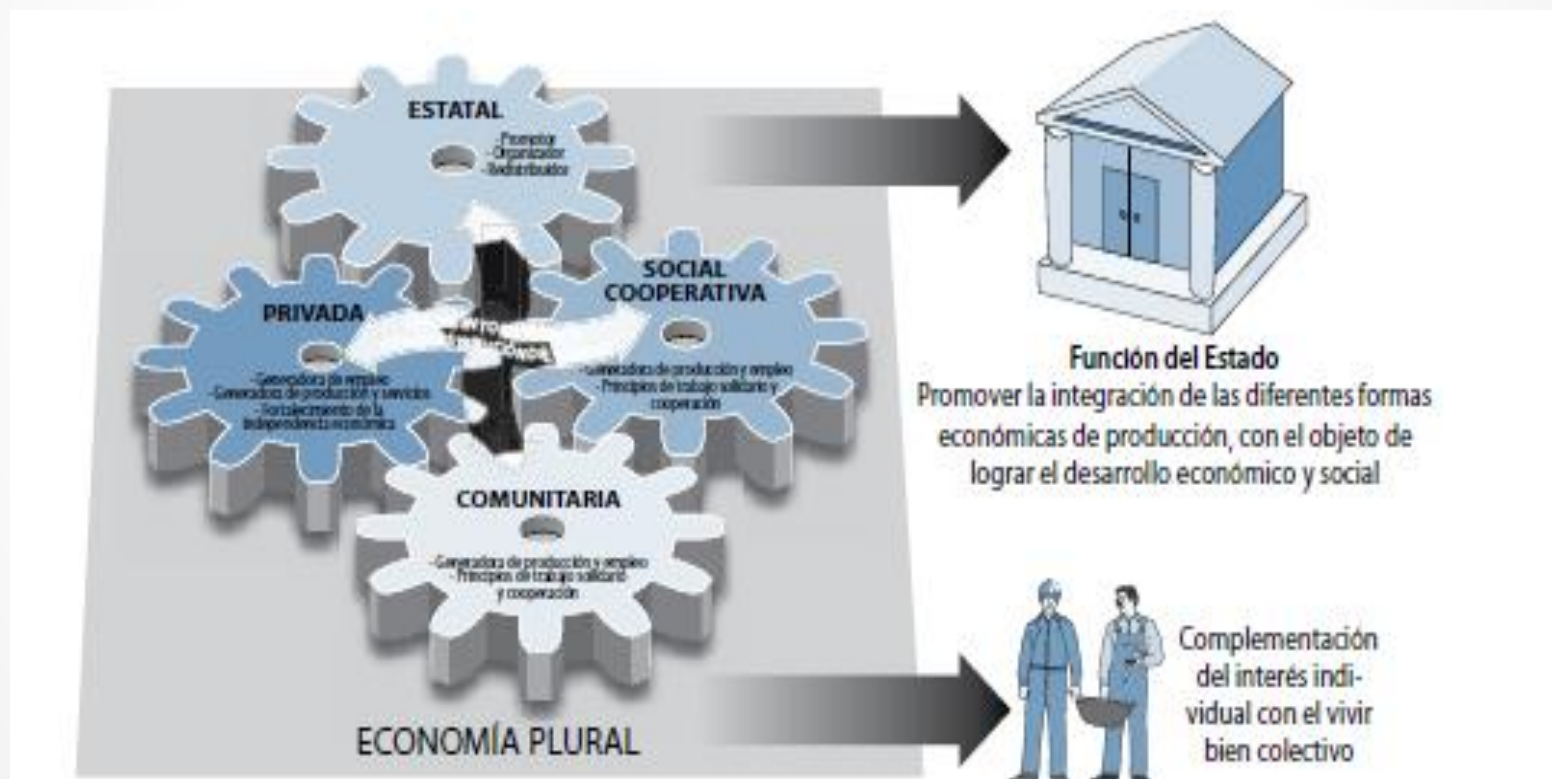 ESTATAL
- Promotor
- Organizador
- Redistribuidor
PRIVADA
- Generadora de empleo
- Generadora de producción y servicios
- Fortalecimiento de la
independencia económica
SOCIAL
COOPERATIVA
- Generadora de producción y empleo
- Principios de trabajo solidario y
cooperación
COMUNITARIA
- Generadora de producción y empleo
- Principios de trabajo solidario
y cooperación
ECONOMÍA PLURAL
Función del Estado
Promover la integración de las diferentes formas
económicas de producción, con el objeto de
lograr el desarrollo económico y social
Complementación
del interés indi-
vidual con el vivir
bien colectivo